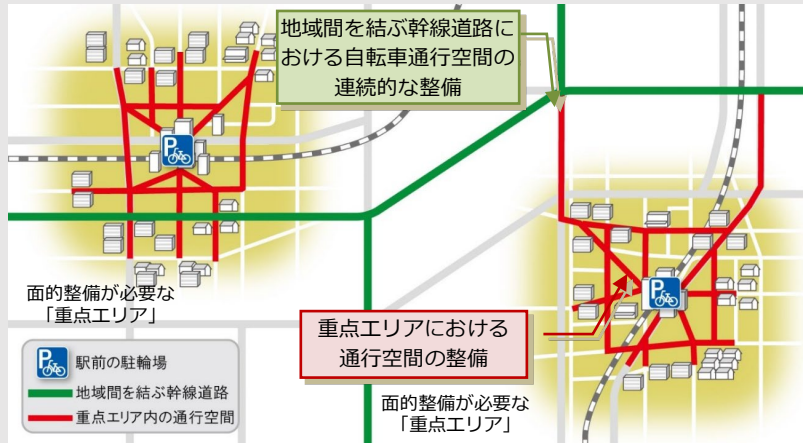 地域間を結ぶ幹線道路に
おける自転車通行空間の
連続的な整備
P
面的整備が必要な
「重点エリア」
P
重点エリアにおける
通行空間の整備
P
駅前の駐輪場
地域間を結ぶ幹線道路
重点エリア内の通行空間
面的整備が必要な
「重点エリア」